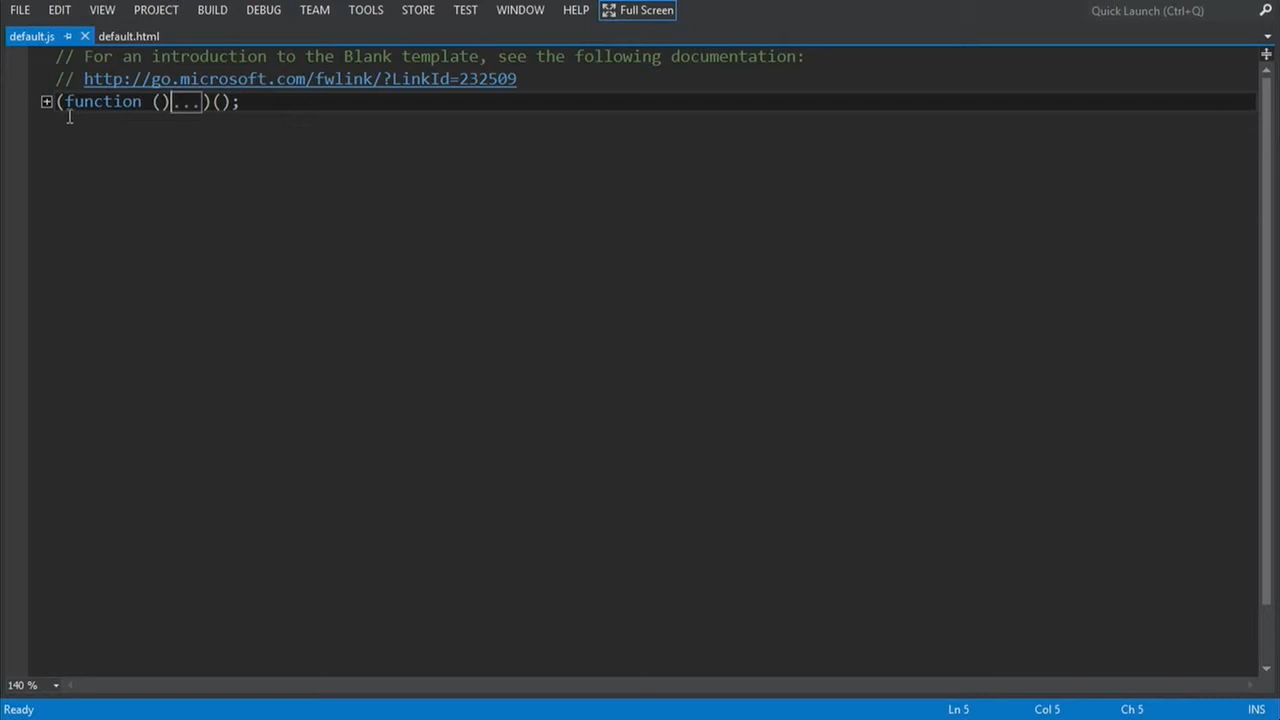 FILE EDIT VIEW PROJECT BUILD DEBUG TEAM TOOLS STORE TEST WINDOW HELP Full Screen Quick Launch (Ctrl+Q)
default.js default.html
// For an introduction to the Blank template, see the following documentation:
// http://go.microsoft.com/fwlink/?LinkId=232509
(function ()...)();
140 %
Ready Ln 5 Col 5 Ch 5 INS